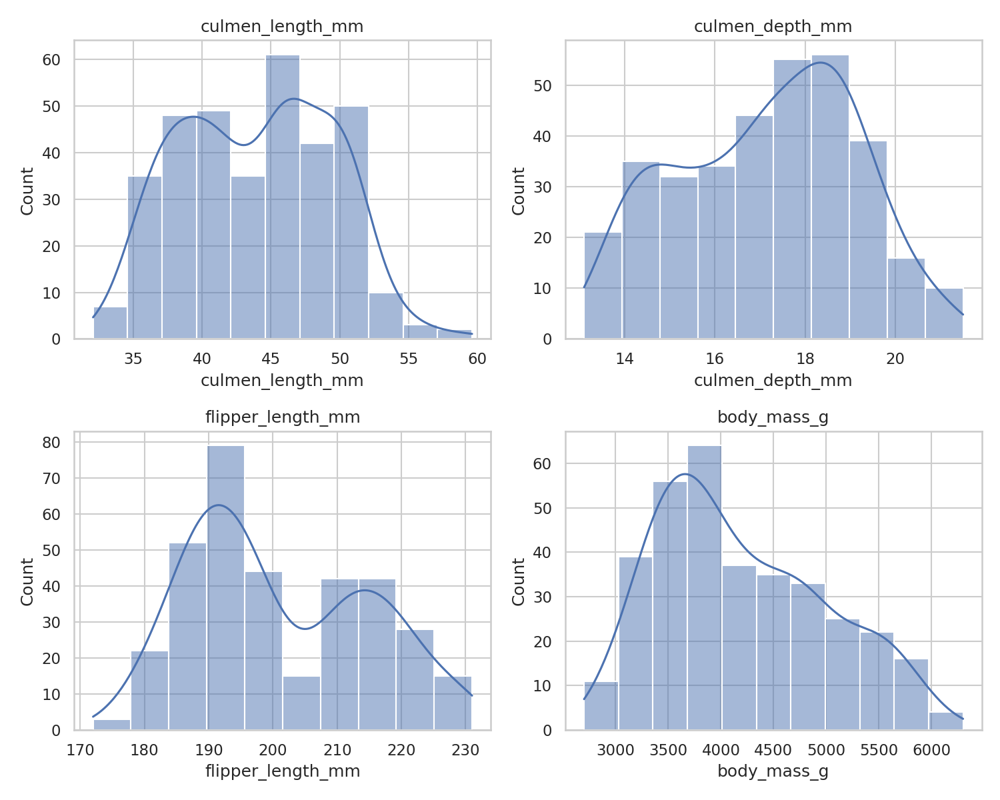 culmen_length_mm
60
50
40
30
20
10
0
Count
35 40 45 50 55 60
culmen_length_mm
culmen_depth_mm
50
40
30
20
10
0
Count
14 16 18 20
culmen_depth_mm
flipper_length_mm
80
70
60
50
40
30
20
10
0
Count
170 180 190 200 210 220 230
flipper_length_mm
body_mass_g
60
50
40
30
20
10
0
Count
3000 3500 4000 4500 5000 5500 6000
body_mass_g